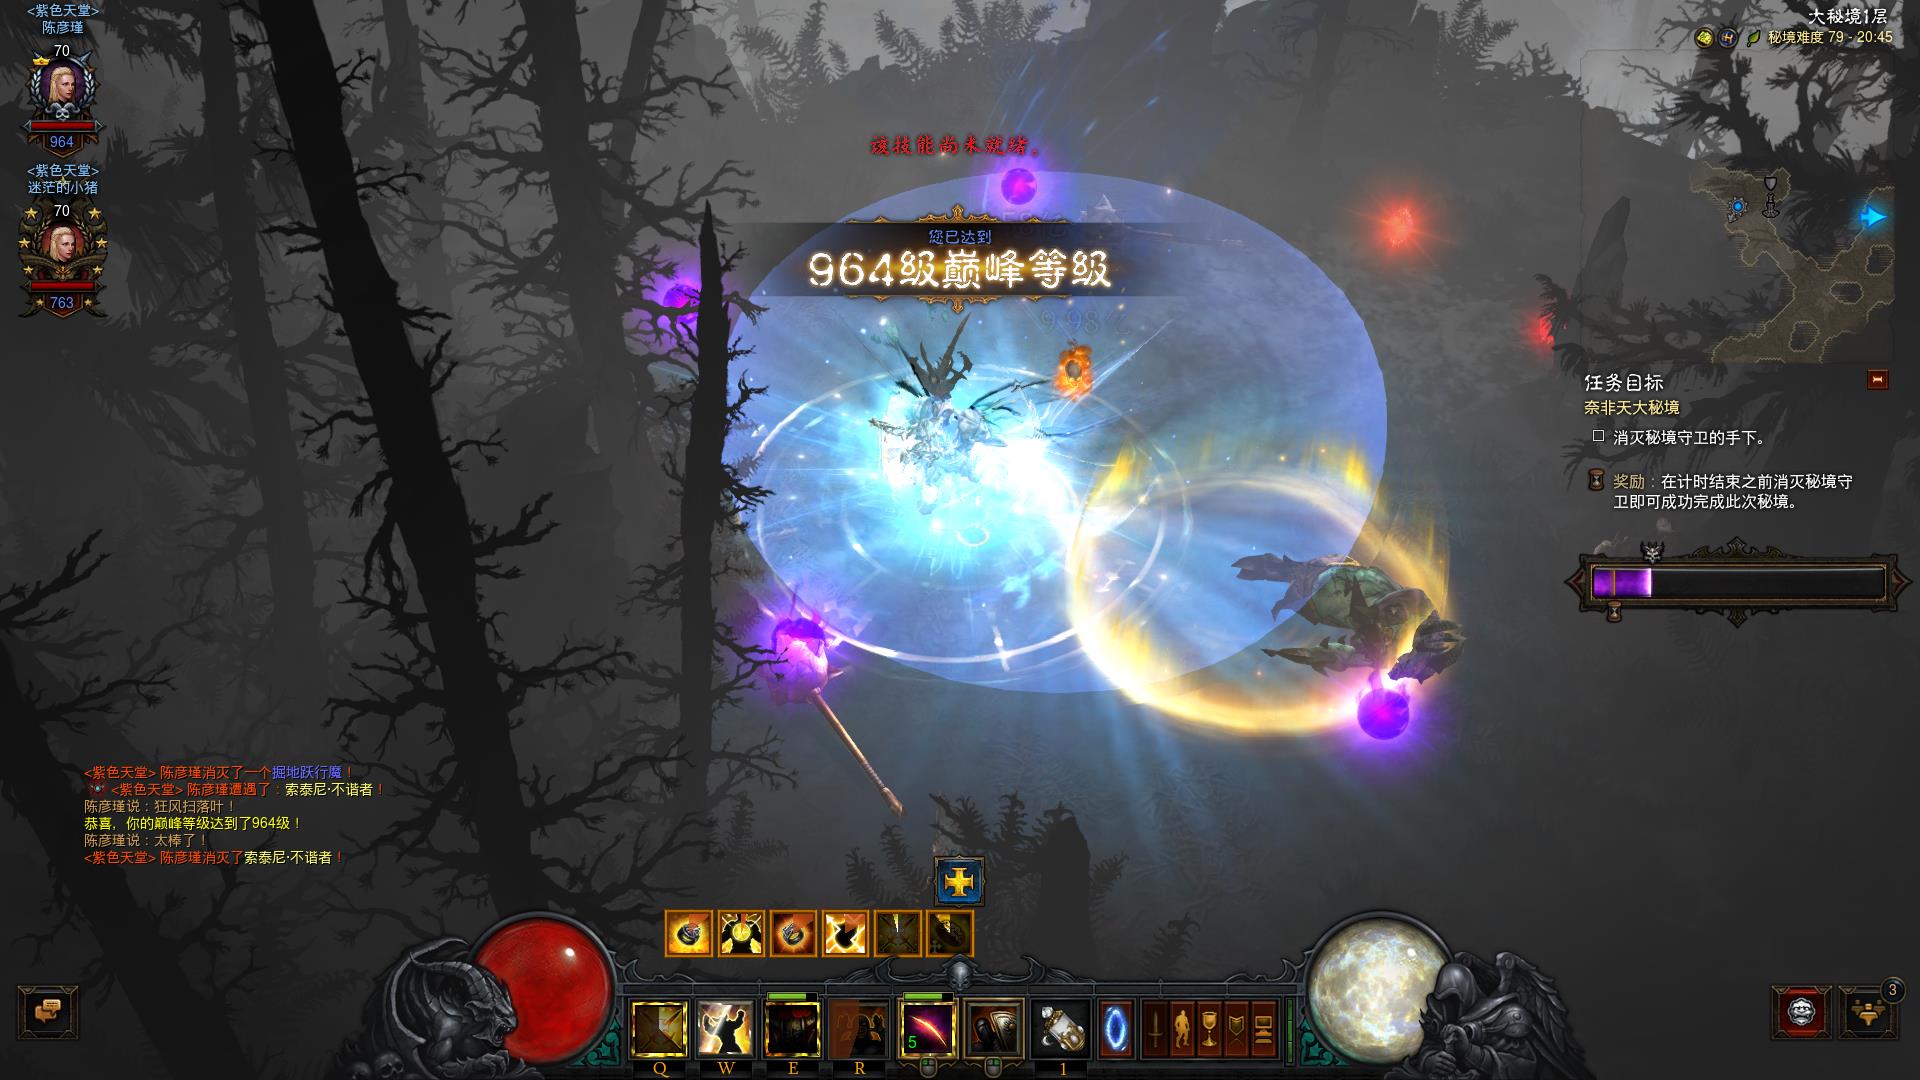 <紫色天堂>
陈彦瑾
70
964
<紫色天堂>
迷茫的小猪
70
763
大秘境1层
秘境难度 79 - 20:45
该技能尚未就绪。
您已达到
964级巅峰等级
任务目标
奈非天大秘境
消灭秘境守卫的手下。
奖励：在计时结束之前消灭秘境守
卫即可成功完成此次秘境。
<紫色天堂> 陈彦瑾消灭了一个掘地跃行魔！
<紫色天堂> 陈彦瑾遭遇了：索泰尼·不谐者！
陈彦瑾说：狂风扫落叶！
恭喜，你的巅峰等级达到了964级！
陈彦瑾说：太棒了！
<紫色天堂> 陈彦瑾消灭了索泰尼·不谐者！
5
3
Q
W
E
R
1